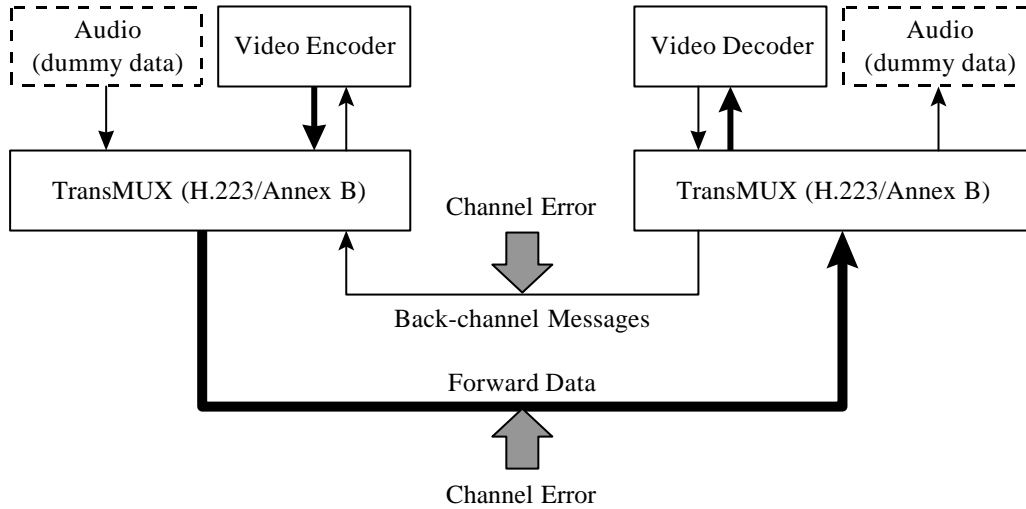 Audio
(dummy data)
Video Encoder
Video Decoder
Audio
(dummy data)
TransMUX (H.223/Annex B)
TransMUX (H.223/Annex B)
Channel Error
Back-channel Messages
Forward Data
Channel Error